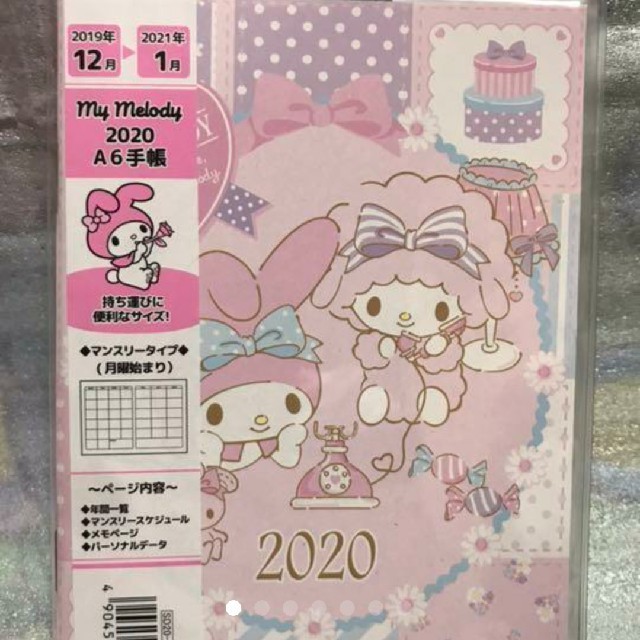 2019年
12月
2021年
1月
My Melody
2020
A6手帳
持ち運びに
便利なサイズ!
◆マンスリータイプ◆
(月曜始まり)
〜ページ内容〜
◆年間一覧
◆マンスリースケジュール
◆メモページ
◆パーソナルデータ
2020